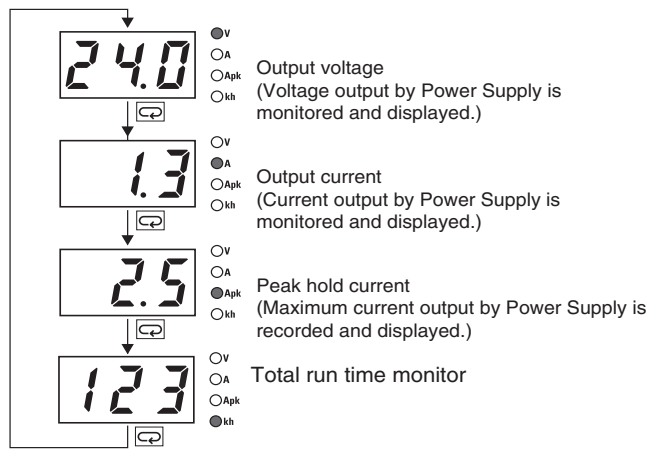 24.0
V
A
Apk
kh
Output voltage
(Voltage output by Power Supply is
monitored and displayed.)
1.3
V
A
Apk
kh
Output current
(Current output by Power Supply is
monitored and displayed.)
2.5
V
A
Apk
kh
Peak hold current
(Maximum current output by Power Supply is
recorded and displayed.)
123
V
A
Apk
kh
Total run time monitor